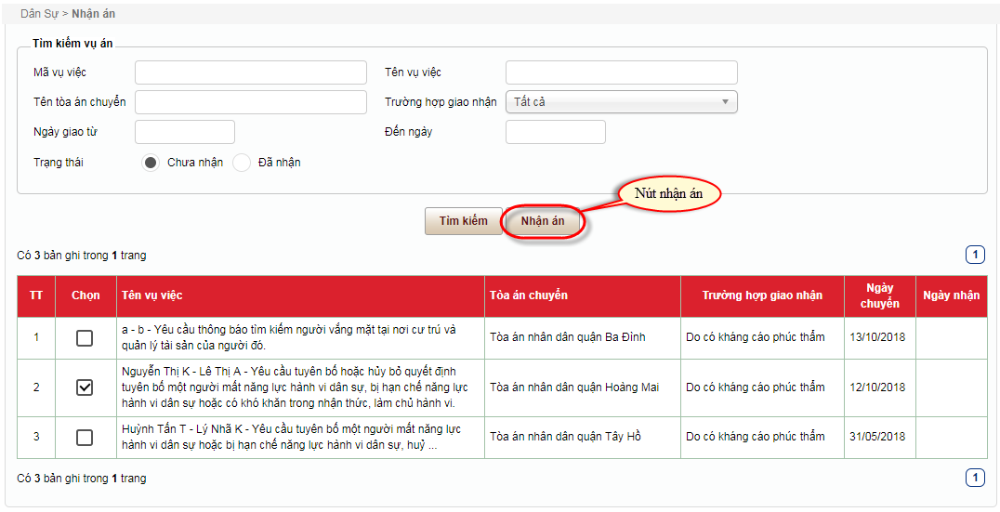 Dân Sự > Nhận án
Tìm kiếm vụ án
Mã vụ việc
Tên vụ việc
Tên tòa án chuyển
Trường hợp giao nhận
Tất cả
Ngày giao từ
Đến ngày
Trạng thái
Chưa nhận
Đã nhận
Nút nhận án
Tìm kiếm
Nhận án
Có 3 bản ghi trong 1 trang
1
TT
Chọn
Tên vụ việc
Tòa án chuyển
Trường hợp giao nhận
Ngày
chuyển
Ngày nhận
1
a - b - Yêu cầu thông báo tìm kiếm người vắng mặt tại nơi cư trú và
quản lý tài sản của người đó.
Tòa án nhân dân quận Ba Đình
Do có kháng cáo phúc thẩm
13/10/2018
2
Nguyễn Thị K - Lê Thị A - Yêu cầu tuyên bố hoặc hủy bỏ quyết định
tuyên bố một người mất năng lực hành vi dân sự, bị hạn chế năng lực
hành vi dân sự hoặc có khó khăn trong nhận thức, làm chủ hành vi.
Tòa án nhân dân quận Hoàng Mai
Do có kháng cáo phúc thẩm
12/10/2018
3
Huỳnh Tấn T - Lý Nhã K - Yêu cầu tuyên bố một người mất năng lực
hành vi dân sự hoặc bị hạn chế năng lực hành vi dân sự, huỷ ...
Tòa án nhân dân quận Tây Hồ
Do có kháng cáo phúc thẩm
31/05/2018
Có 3 bản ghi trong 1 trang
1